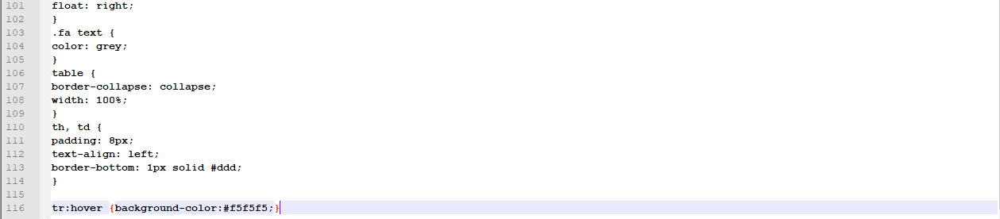 101 float: right;
102 }
103 .fa text {
104 color: grey;
105 }
106 table {
107 border-collapse: collapse;
108 width: 100%;
109 }
110 th, td {
111 padding: 8px;
112 text-align: left;
113 border-bottom: 1px solid #ddd;
114 }
115
116 tr:hover {background-color:#f5f5f5;}